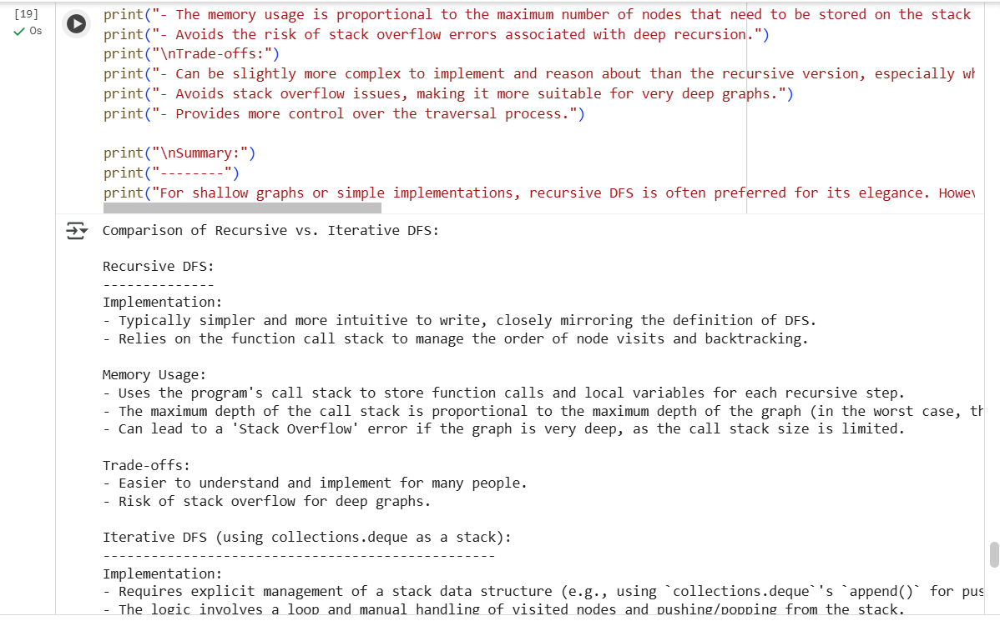 [19]
0s
print("- The memory usage is proportional to the maximum number of nodes that need to be stored on the stack
print("- Avoids the risk of stack overflow errors associated with deep recursion.")
print("\nTrade-offs:")
print("- Can be slightly more complex to implement and reason about than the recursive version, especially wh
print("- Avoids stack overflow issues, making it more suitable for very deep graphs.")
print("- Provides more control over the traversal process.")
print("\nSummary:")
print("--------")
print("For shallow graphs or simple implementations, recursive DFS is often preferred for its elegance. Howev
Comparison of Recursive vs. Iterative DFS:
Recursive DFS:
--------------
Implementation:
- Typically simpler and more intuitive to write, closely mirroring the definition of DFS.
- Relies on the function call stack to manage the order of node visits and backtracking.
Memory Usage:
- Uses the program's call stack to store function calls and local variables for each recursive step.
- The maximum depth of the call stack is proportional to the maximum depth of the graph (in the worst case, th
- Can lead to a 'Stack Overflow' error if the graph is very deep, as the call stack size is limited.
Trade-offs:
- Easier to understand and implement for many people.
- Risk of stack overflow for deep graphs.
Iterative DFS (using collections.deque as a stack):
--------------------------------------------------
Implementation:
- Requires explicit management of a stack data structure (e.g., using `collections.deque`'s `append()` for pus
- The logic involves a loop and manual handling of visited nodes and pushing/popping from the stack.